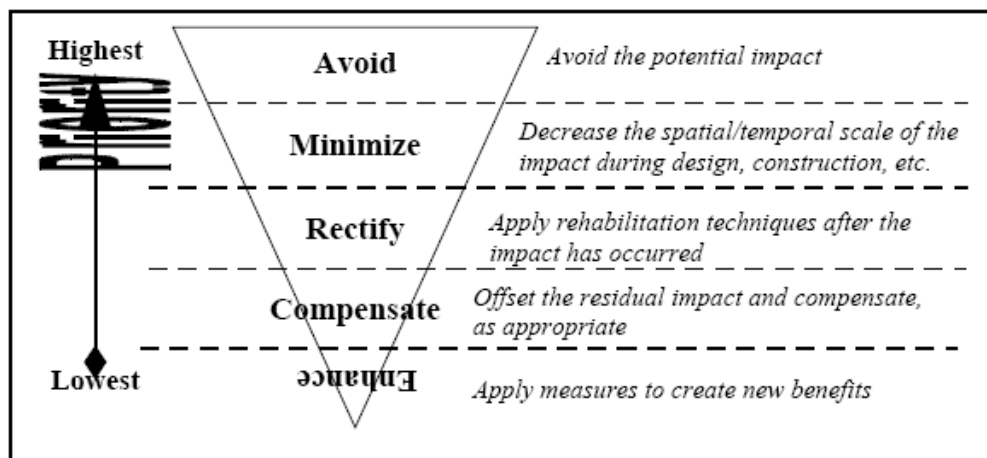 Highest
Avoid
Avoid the potential impact
Minimize
Decrease the spatial/temporal scale of the
impact during design, construction, etc.
Rectify
Apply rehabilitation techniques after the
impact has occurred
Compensate
Offset the residual impact and compensate,
as appropriate
Lowest
Enhance
Apply measures to create new benefits